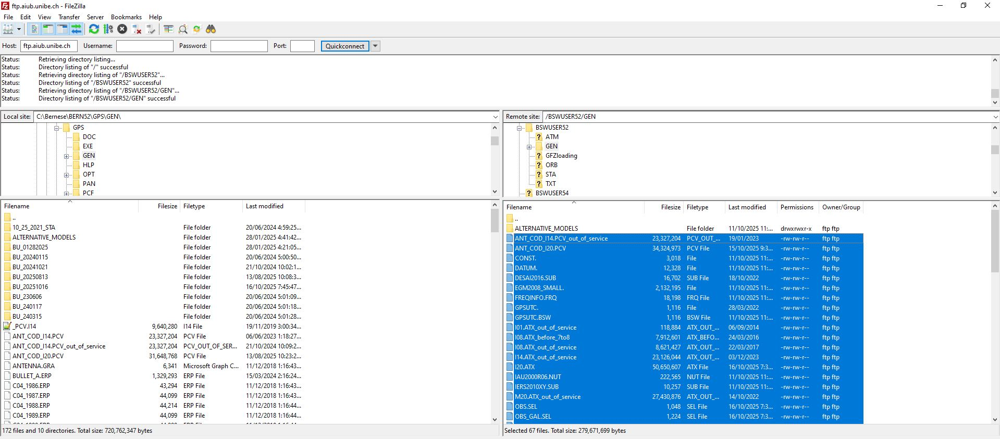 ftp.aiub.unibe.ch - FileZilla
File Edit View Transfer Server Bookmarks Help
Host: ftp.aiub.unibe.ch Username: Password: Port: Quickconnect
Status: Retrieving directory listing...
Status: Directory listing of "/" successful
Status: Retrieving directory listing of "/BSWUSER52"...
Status: Directory listing of "/BSWUSER52" successful
Status: Retrieving directory listing of "/BSWUSER52/GEN"...
Status: Directory listing of "/BSWUSER52/GEN" successful
Local site: C:\Bernese\BERN52\GPS\GEN\
GPS
DOC
EXE
GEN
HLP
OPT
PAN
PCF
Filename Filesize Filetype Last modified
..
10_25_2021_STA File folder 20/06/2024 4:59:25...
ALTERNATIVE_MODELS File folder 28/01/2025 4:41:42...
BU_01282025 File folder 28/01/2025 4:21:05...
BU_20240115 File folder 20/06/2024 5:00:50...
BU_20241021 File folder 21/10/2024 10:02:1...
BU_20250813 File folder 13/08/2025 10:08:3...
BU_20251016 File folder 16/10/2025 7:45:47...
BU_230606 File folder 20/06/2024 5:01:09...
BU_240117 File folder 20/06/2024 5:01:18...
BU_240315 File folder 20/06/2024 5:01:28...
_PCV.I14 9,640,280 I14 File 19/11/2019 3:00:34...
ANT_COD_I14.PCV 23,327,204 PCV File 06/06/2023 1:18:27...
ANT_COD_I14.PCV_out_of_service 23,327,204 PCV_OUT_OF_SER... 21/10/2024 10:09:2...
ANT_COD_I20.PCV 31,648,768 PCV File 13/08/2025 10:23:2...
ANTENNA.GRA 6,341 Microsoft Graph C... 11/12/2018 1:16:43...
BULLET_A.ERP 1,329,293 ERP File 15/03/2024 2:16:24...
C04_1986.ERP 43,294 ERP File 11/12/2018 1:16:43...
C04_1987.ERP 44,099 ERP File 11/12/2018 1:16:43...
C04_1988.ERP 44,214 ERP File 11/12/2018 1:16:44...
C04_1989.ERP 44,099 ERP File 11/12/2018 1:16:44...
172 files and 10 directories. Total size: 720,762,347 bytes
Remote site: /BSWUSER52/GEN
BSWUSER52
ATM
GEN
GFZloading
ORB
STA
TXT
BSWUSER54
Filename Filesize Filetype Last modified Permissions Owner/Group
..
ALTERNATIVE_MODELS File folder 11/10/2025 11:... drwxrwxr-x ftp ftp
ANT_COD_I14.PCV_out_of_service 23,327,204 PCV_OUT_... 19/01/2023 -rw-rw-r-- ftp ftp
ANT_COD_I20.PCV 34,324,973 PCV File 15/10/2025 9:3... -rw-rw-r-- ftp ftp
CONST. 3,018 File 11/10/2025 11:... -rw-rw-r-- ftp ftp
DATUM. 12,328 File 11/10/2025 11:... -rw-rw-r-- ftp ftp
DESAI2016.SUB 16,702 SUB File 18/10/2022 -rw-rw-r-- ftp ftp
EGM2008_SMALL. 2,132,195 File 11/10/2025 11:... -rw-rw-r-- ftp ftp
FREQINFO.FRQ 18,198 FRQ File 11/10/2025 11:... -rw-rw-r-- ftp ftp
GPSUTC. 1,116 File 28/03/2022 -rw-rw-r-- ftp ftp
GPSUTC.BSW 1,116 BSW File 11/10/2025 11:... -rw-rw-r-- ftp ftp
I01.ATX_out_of_service 118,884 ATX_OUT_... 06/09/2014 -rw-rw-r-- ftp ftp
I08.ATX_before_7to8 7,912,601 ATX_BEFO... 24/03/2016 -rw-rw-r-- ftp ftp
I08.ATX_out_of_service 8,621,427 ATX_OUT_... 22/03/2017 -rw-rw-r-- ftp ftp
I14.ATX_out_of_service 23,126,044 ATX_OUT_... 03/12/2023 -rw-rw-r-- ftp ftp
I20.ATX 50,650,607 ATX File 16/10/2025 7:3... -rw-rw-r-- ftp ftp
IAU2000R06.NUT 222,565 NUT File 11/10/2025 11:... -rw-rw-r-- ftp ftp
IERS2010XY.SUB 10,257 SUB File 11/10/2025 11:... -rw-rw-r-- ftp ftp
M20.ATX_out_of_service 27,430,876 ATX_OUT_... 14/10/2022 -rw-rw-r-- ftp ftp
OBS.SEL 1,048 SEL File 16/10/2025 7:3... -rw-rw-r-- ftp ftp
OBS_GAL.SEL 1,224 SEL File 16/10/2025 7:3... -rw-rw-r-- ftp ftp
Selected 67 files. Total size: 279,671,699 bytes